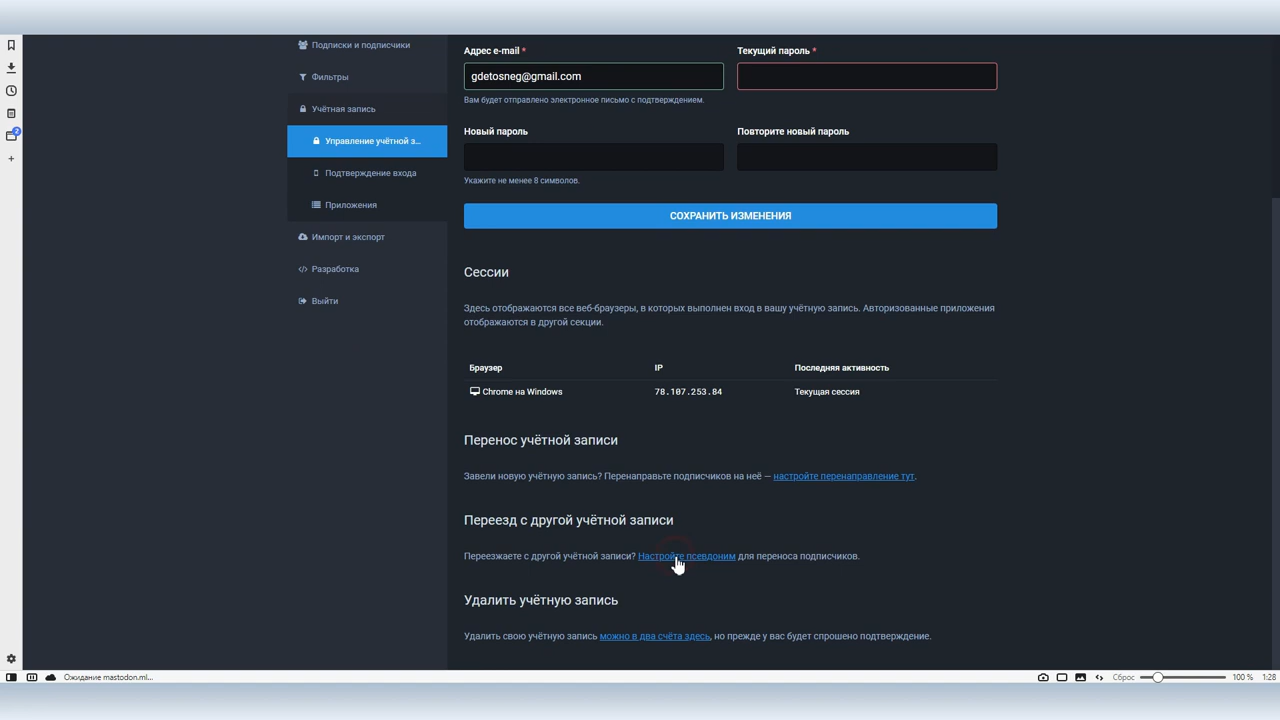 Подписки и подписчики
Фильтры
Учётная запись
Управление учётной з...
Подтверждение входа
Приложения
Импорт и экспорт
Разработка
Выйти
Адрес e-mail *
Текущий пароль *
gdetosneg@gmail.com
Вам будет отправлено электронное письмо с подтверждением.
Новый пароль
Повторите новый пароль
Укажите не менее 8 символов.
СОХРАНИТЬ ИЗМЕНЕНИЯ
Сессии
Здесь отображаются все веб-браузеры, в которых выполнен вход в вашу учётную запись. Авторизованные приложения
отображаются в другой секции.
Браузер IP Последняя активность
Chrome на Windows 78.107.253.84 Текущая сессия
Перенос учётной записи
Завели новую учётную запись? Перенаправьте подписчиков на неё — настройте перенаправление тут.
Переезд с другой учётной записи
Переезжаете с другой учётной записи? Настройте псевдоним для переноса подписчиков.
Удалить учётную запись
Удалить свою учётную запись можно в два счёта здесь, но прежде у вас будет спрошено подтверждение.
2
Ожидание mastodon.ml...
Сброс 100 % 1:28